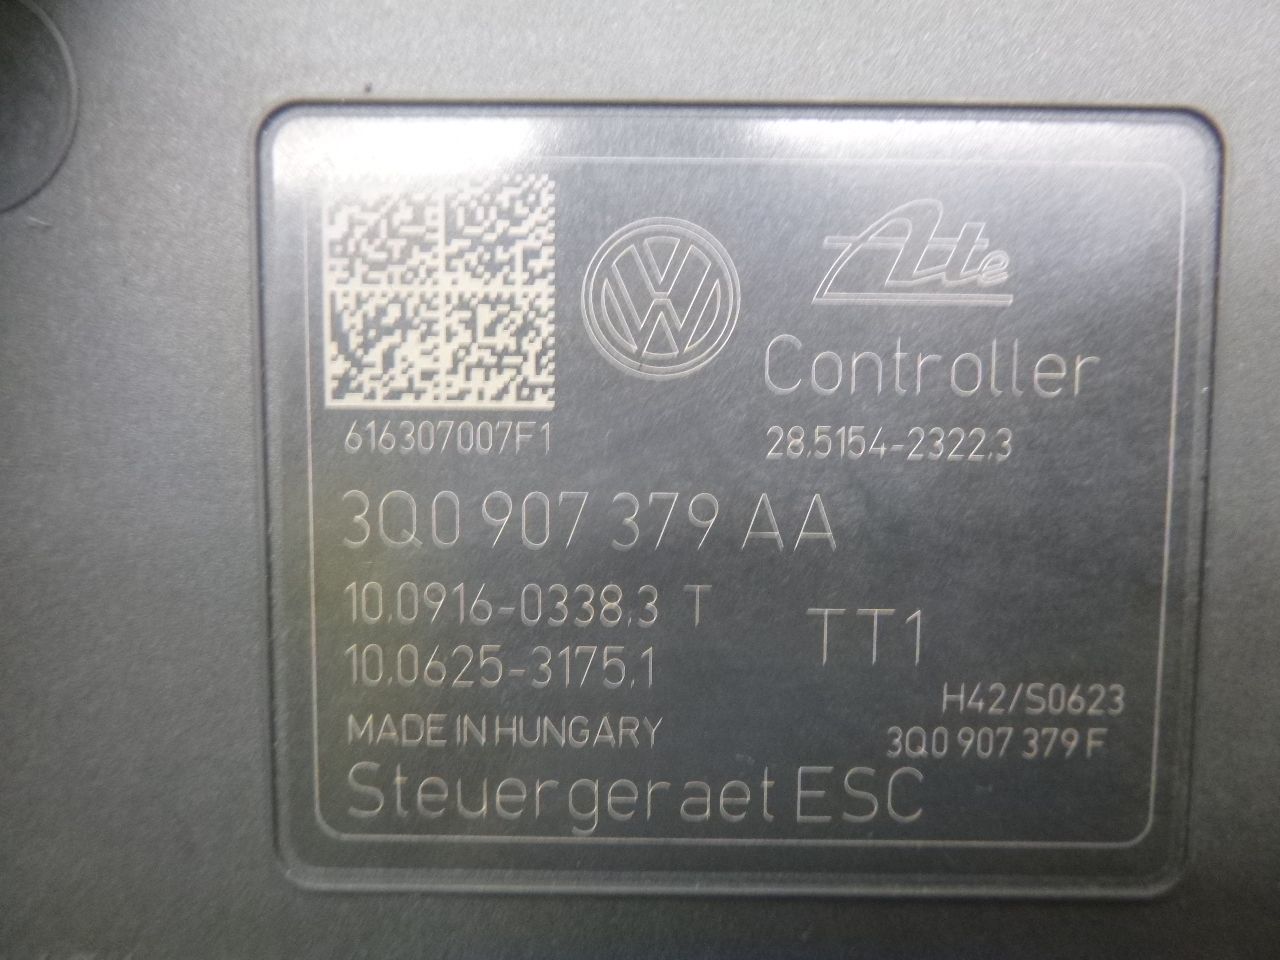 Ate
Controller
616307007F1
28.5154-2322.3
3Q0 907 379 AA
10.0916-0338.3 T
10.0625-3175.1
TT1
H42/S0623
MADE IN HUNGARY
3Q0 907 379 F
Steuergeraet ESC